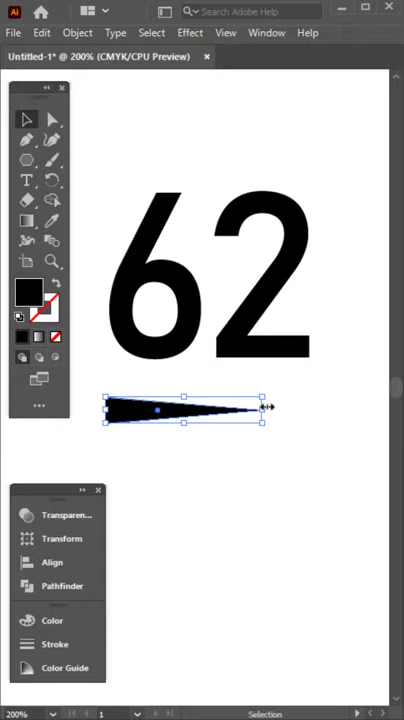 Ai
Search Adobe Help
File Edit Object Type Select Effect View Window Help
Untitled-1* @ 200% (CMYK/CPU Preview)
62
Transparen...
Transform
Align
Pathfinder
Color
Stroke
Color Guide
200% 1 Selection